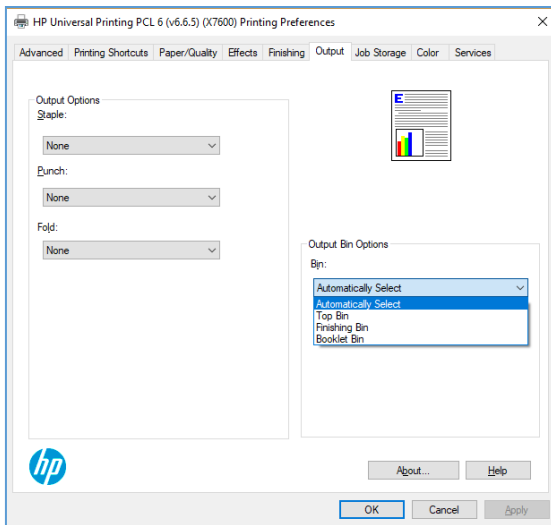 HP Universal Printing PCL 6 (v6.6.5) (X7600) Printing Preferences
Advanced Printing Shortcuts Paper/Quality Effects Finishing Output Job Storage Color Services
Output Options
Staple:
None
Punch:
None
Fold:
None
E
Output Bin Options
Bin:
Automatically Select
Automatically Select
Top Bin
Finishing Bin
Booklet Bin
hp
About... Help
OK Cancel Apply